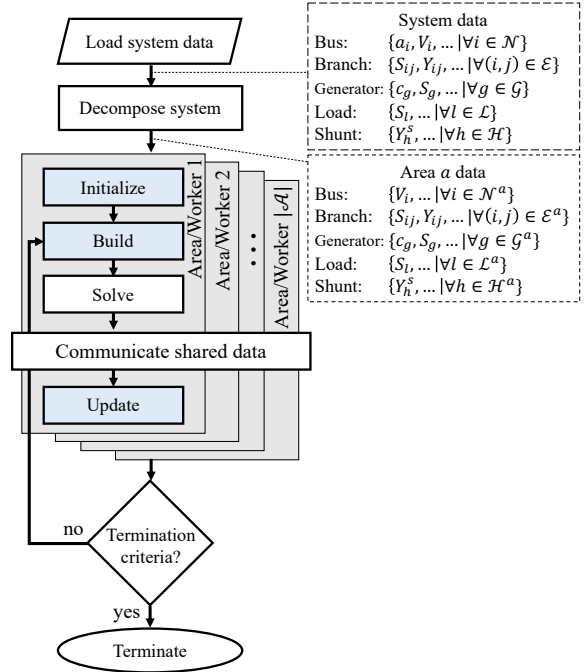 Load system data
Decompose system
System data
Bus: {a_i, V_i, … |∀i ∈ 𝒩}
Branch: {S_ij, Y_ij, … |∀(i, j) ∈ ℰ}
Generator: {c_g, S_g, … |∀g ∈ 𝒢}
Load: {S_l, … |∀l ∈ ℒ}
Shunt: {Y_h^s, … |∀h ∈ ℋ}
Area a data
Bus: {V_i, … |∀i ∈ 𝒩^a}
Branch: {S_ij, Y_ij, … |∀(i, j) ∈ ℰ^a}
Generator: {c_g, S_g, … |∀g ∈ 𝒢^a}
Load: {S_l, … |∀l ∈ ℒ^a}
Shunt: {Y_h^s, … |∀h ∈ ℋ^a}
Area/Worker 1
Area/Worker 2
…
Area/Worker |𝒜|
Initialize
Build
Solve
Communicate shared data
Update
Termination
criteria?
no
yes
Terminate